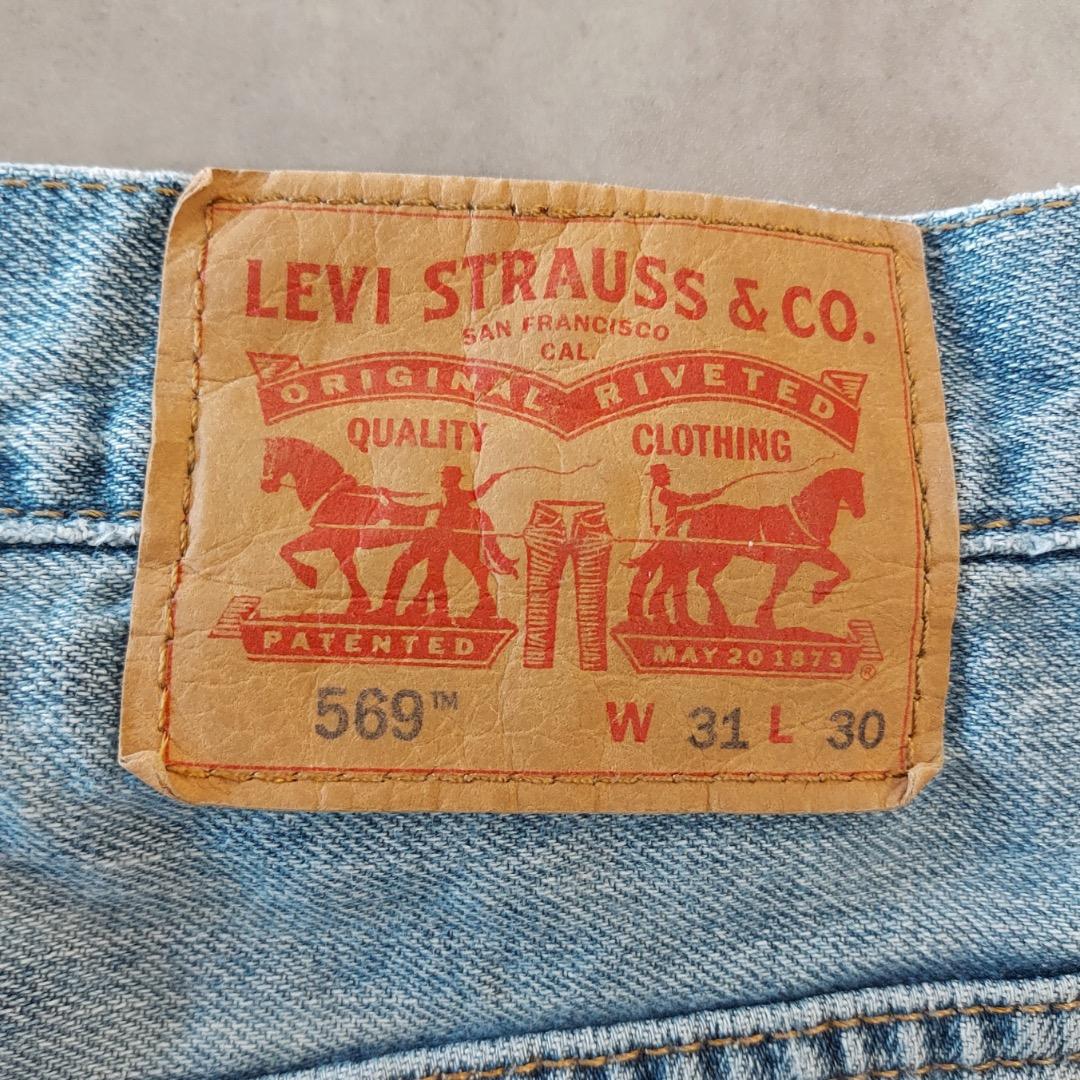 LEVI STRAUSS & CO.
SAN FRANCISCO
CAL.
ORIGINAL RIVETED
QUALITY CLOTHING
PATENTED MAY 20 1873 ®
569™ W 31 L 30